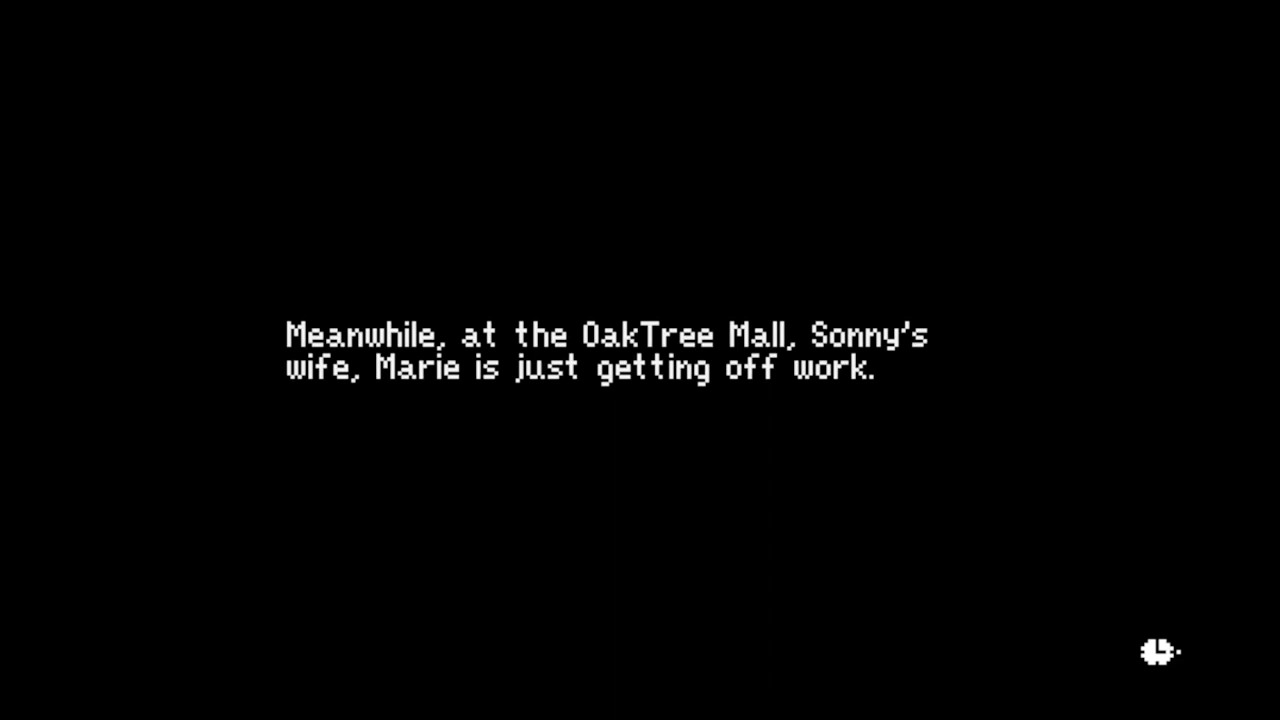 Meanwhile, at the OakTree Mall, Sonny's
wife, Marie is just getting off work.